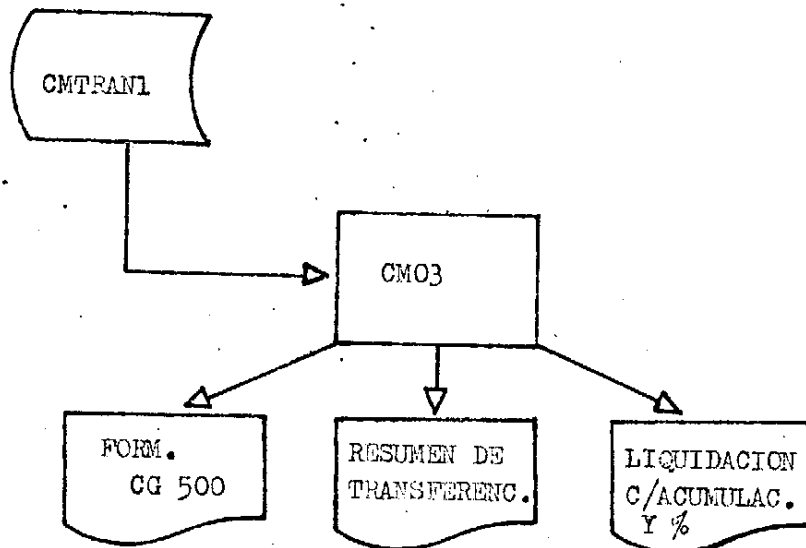 CMTRAN1
CM03
FORM.
CG 500
RESUMEN DE
TRANSFERENC.
LIQUIDACION
C/ACUMULAC.
Y %